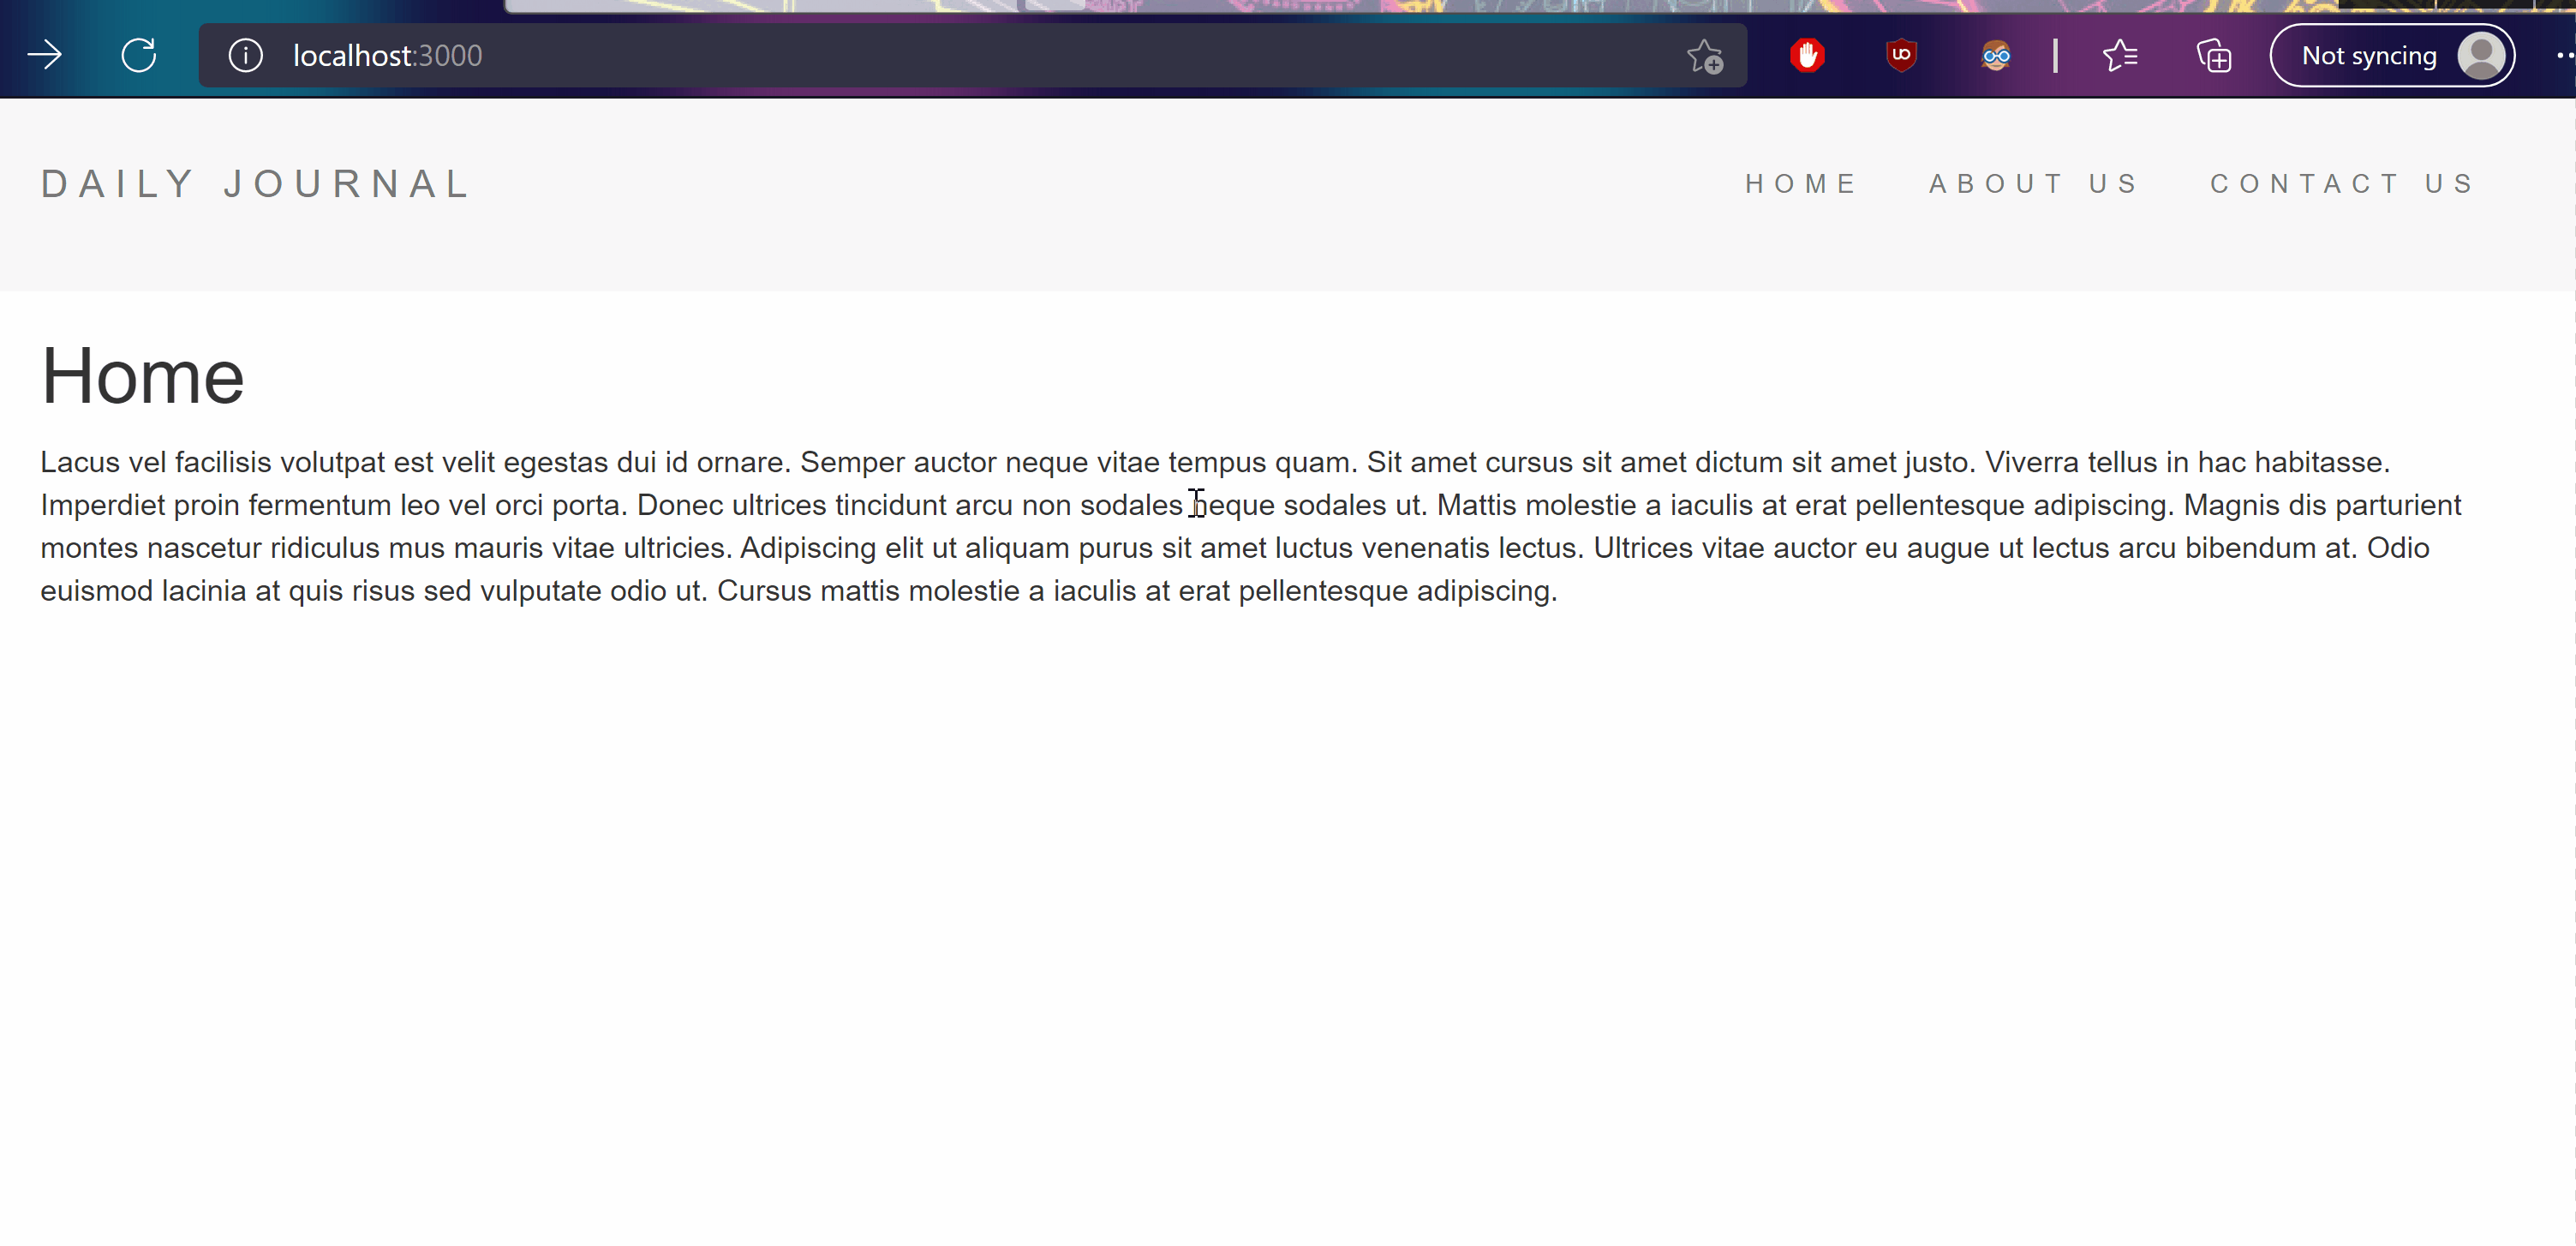 localhost:3000
Not syncing
DAILY JOURNAL
HOME ABOUT US CONTACT US
Home
Lacus vel facilisis volutpat est velit egestas dui id ornare. Semper auctor neque vitae tempus quam. Sit amet cursus sit amet dictum sit amet justo. Viverra tellus in hac habitasse.
Imperdiet proin fermentum leo vel orci porta. Donec ultrices tincidunt arcu non sodales neque sodales ut. Mattis molestie a iaculis at erat pellentesque adipiscing. Magnis dis parturient
montes nascetur ridiculus mus mauris vitae ultricies. Adipiscing elit ut aliquam purus sit amet luctus venenatis lectus. Ultrices vitae auctor eu augue ut lectus arcu bibendum at. Odio
euismod lacinia at quis risus sed vulputate odio ut. Cursus mattis molestie a iaculis at erat pellentesque adipiscing.